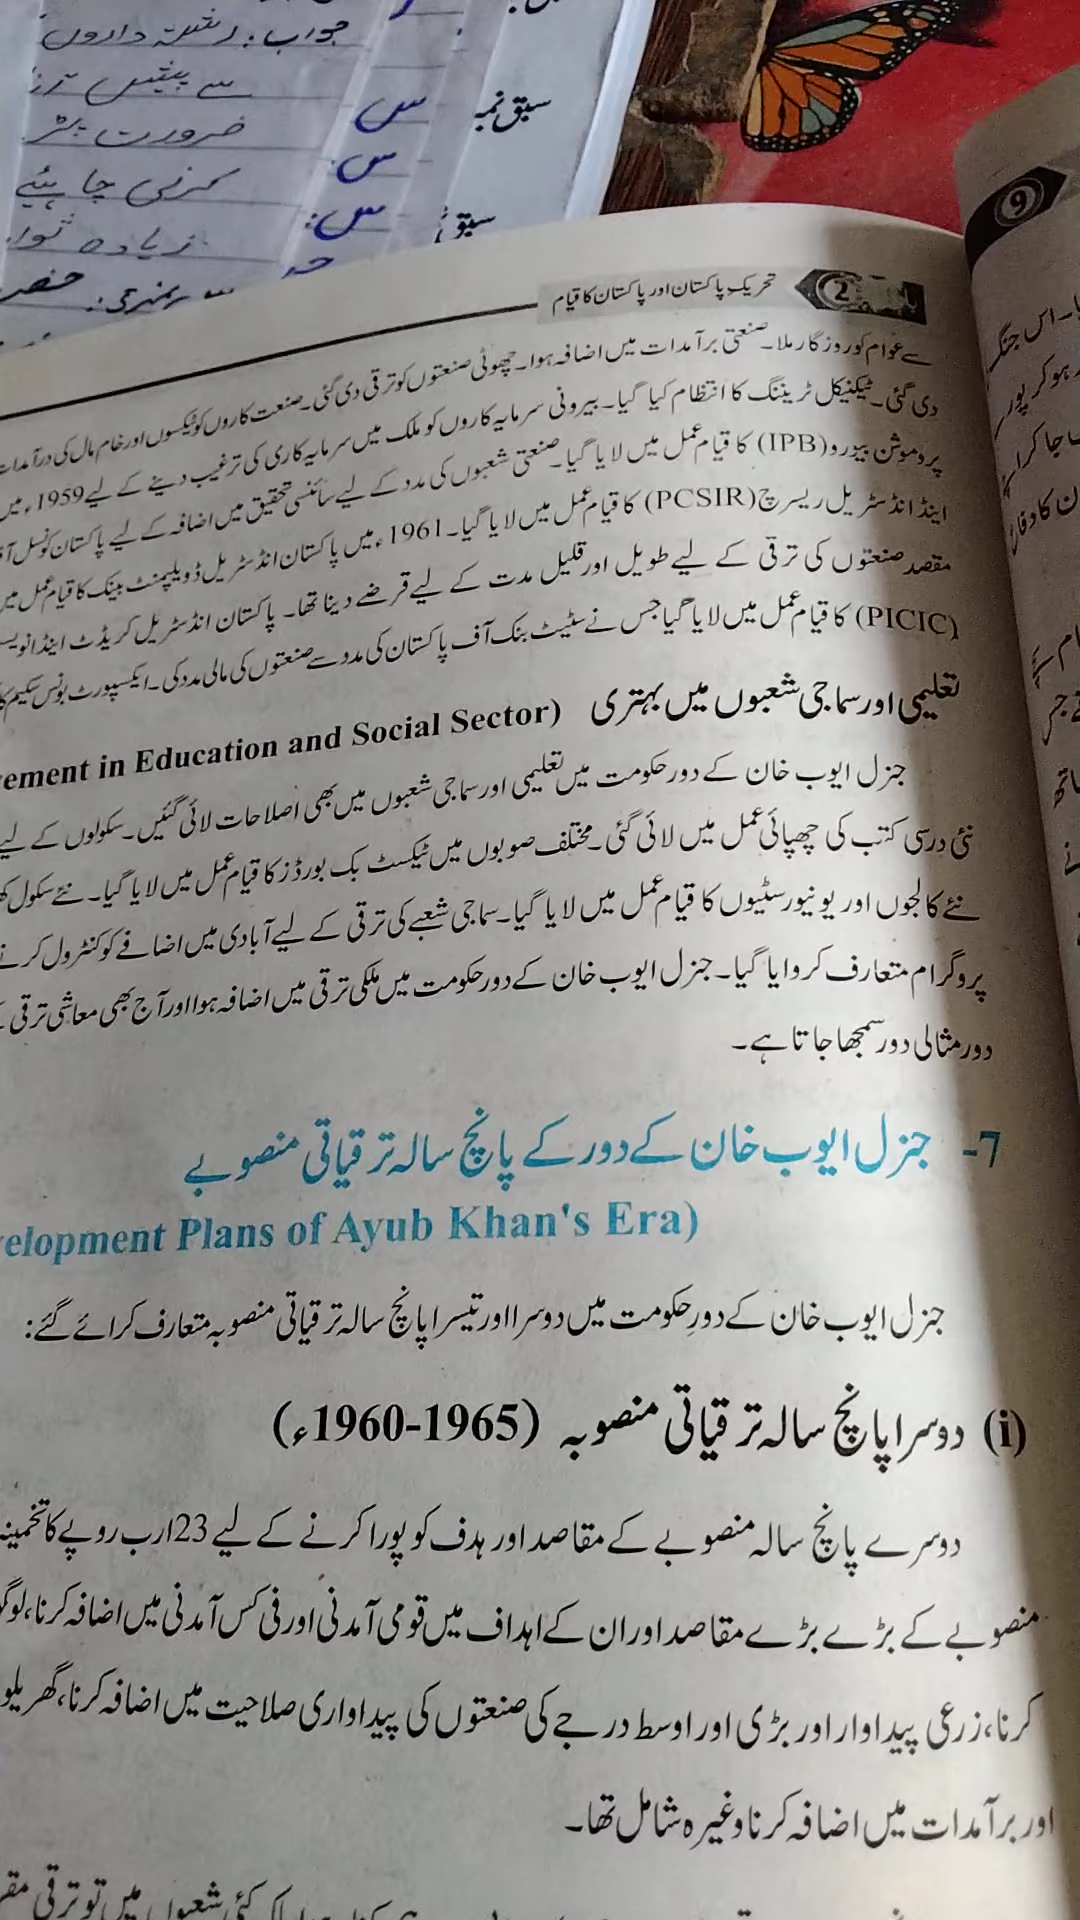 جواب: رشتہ داروں
ضرورت
کرنی چاہئیے
زیادہ
س
س
س:
سبق نمبر
سبق
9
2
تحریکِ پاکستان اور پاکستان کا قیام
سے عوام کو روزگار ملا۔ صنعتی برآمدات میں اضافہ ہوا۔ چھوٹی صنعتوں کو ترقی دی گئی۔ صنعت کاروں کو ٹیکسوں اور خام مال کی درآمدات
دی گئی۔ ٹیکنیکل ٹریننگ کا انتظام کیا گیا۔ بیرونی سرمایہ کاروں کو ملک میں سرمایہ کاری کی ترغیب دینے کے لیے 1959ء میں
پروموشن بیورو (IPB) کا قیام عمل میں لایا گیا۔ صنعتی شعبوں کی مدد کے لیے سائنسی تحقیق میں اضافہ کے لیے پاکستان کونسل آف
اینڈ انڈسٹریل ریسرچ (PCSIR) کا قیام عمل میں لایا گیا۔ 1961ء میں پاکستان انڈسٹریل ڈویلپمنٹ بینک کا قیام عمل میں
مقصد صنعتوں کی ترقی کے لیے طویل اور قلیل مدت کے لیے قرضے دینا تھا۔ پاکستان انڈسٹریل کریڈٹ اینڈ
(PICIC) کا قیام عمل میں لایا گیا جس نے سٹیٹ بنک آف پاکستان کی مدد سے صنعتوں کی مالی مدد کی۔ ایکسپورٹ بونس سکیم
تعلیمی اور سماجی شعبوں میں بہتری (vement in Education and Social Sector)
جنرل ایوب خان کے دور حکومت میں تعلیمی اور سماجی شعبوں میں بھی اصلاحات لائی گئیں۔ سکولوں کے لیے
نئی درسی کتب کی چھپائی عمل میں لائی گئی۔ مختلف صوبوں میں ٹیکسٹ بک بورڈز کا قیام عمل میں لایا گیا۔ نئے سکول
نئے کالجوں اور یونیورسٹیوں کا قیام عمل میں لایا گیا۔ سماجی شعبے کی ترقی کے لیے آبادی میں اضافے کو کنٹرول کرنے
پروگرام متعارف کروایا گیا۔ جنرل ایوب خان کے دور حکومت میں ملکی ترقی میں اضافہ ہوا اور آج بھی معاشی ترقی
دور مثالی دور سمجھا جاتا ہے۔
7- جنرل ایوب خان کے دور کے پانچ سالہ ترقیاتی منصوبے
velopment Plans of Ayub Khan's Era)
جنرل ایوب خان کے دورِ حکومت میں دوسرا اور تیسرا پانچ سالہ ترقیاتی منصوبہ متعارف کرائے گئے:
(i) دوسرا پانچ سالہ ترقیاتی منصوبہ (1960-1965ء)
دوسرے پانچ سالہ منصوبے کے مقاصد اور ہدف کو پورا کرنے کے لیے 23 ارب روپے کا تخمینہ
منصوبے کے بڑے بڑے مقاصد اور ان کے اہداف میں قومی آمدنی اور فی کس آمدنی میں اضافہ کرنا،
کرنا، زرعی پیداوار اور بڑی اور اوسط درجے کی صنعتوں کی پیداواری صلاحیت میں اضافہ کرنا، گھریلو
اور برآمدات میں اضافہ کرنا وغیرہ شامل تھا۔
کئی شعبوں میں تو ترقی